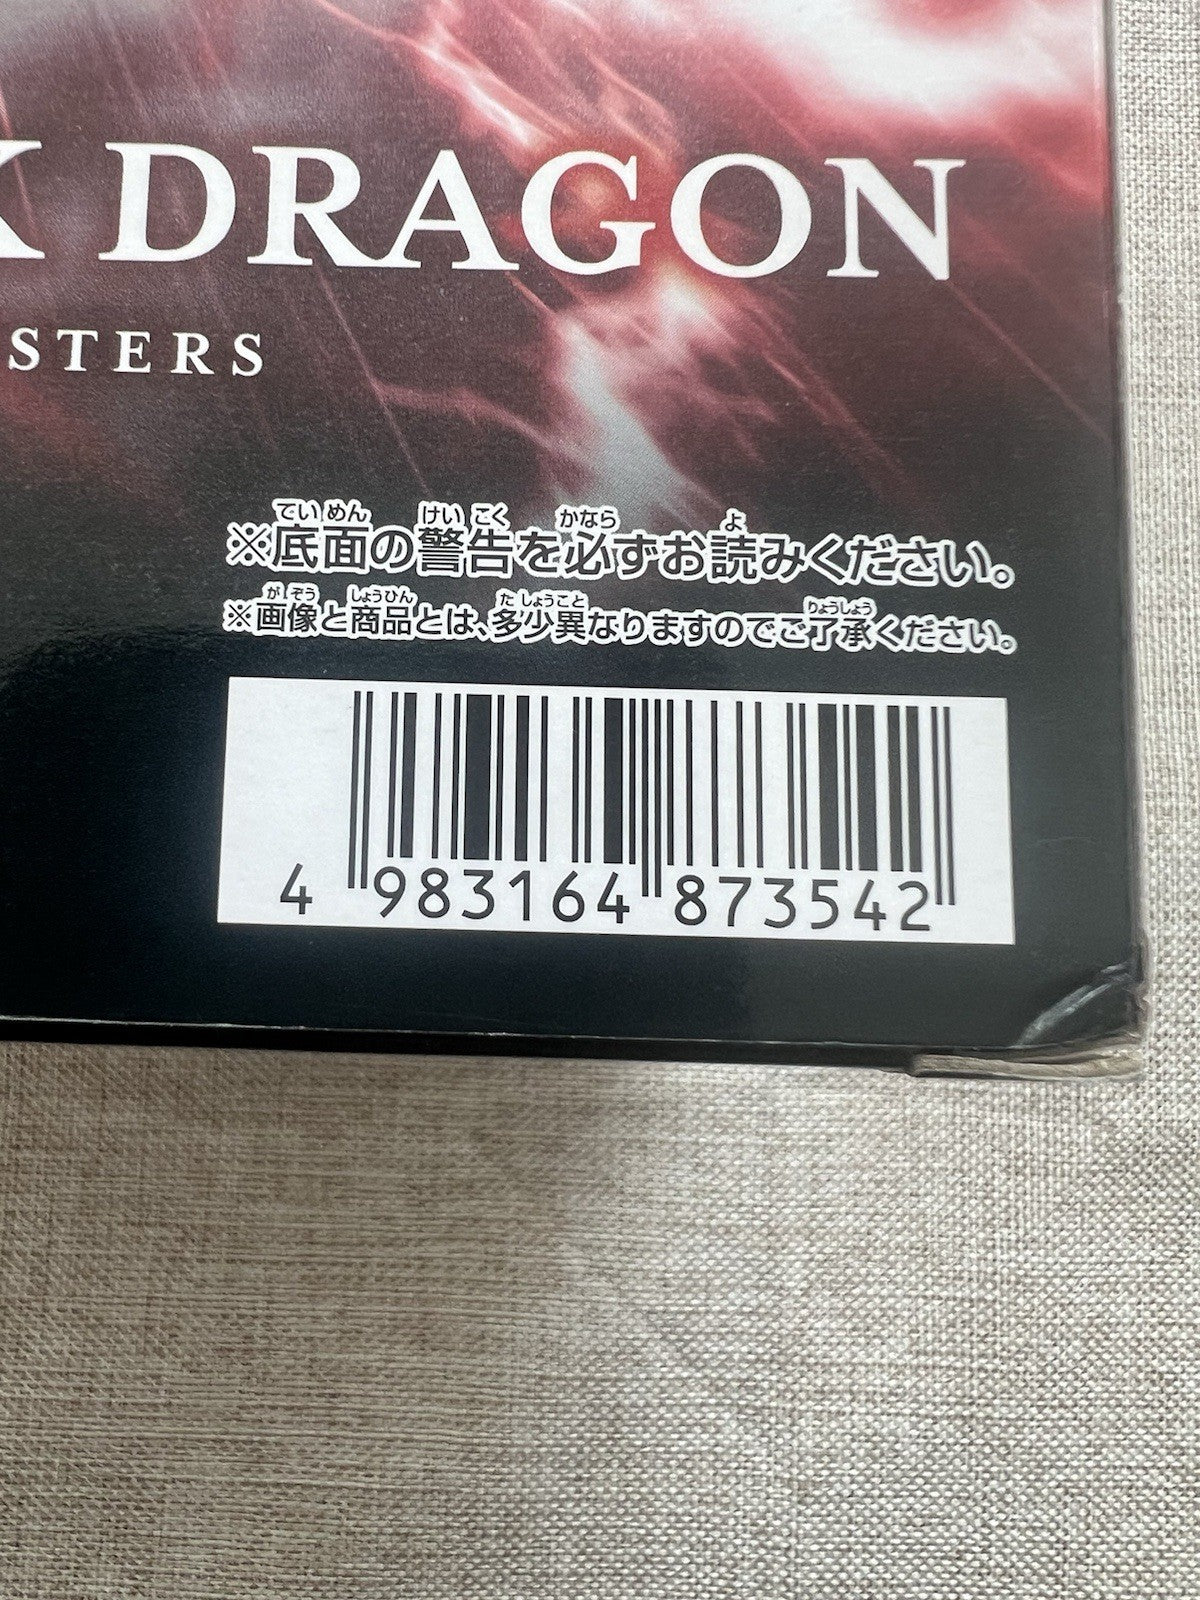 K DRAGON
STERS
※底面の警告を必ずお読みください。
※画像と商品とは、多少異なりますのでご了承ください。
4 983164 873542